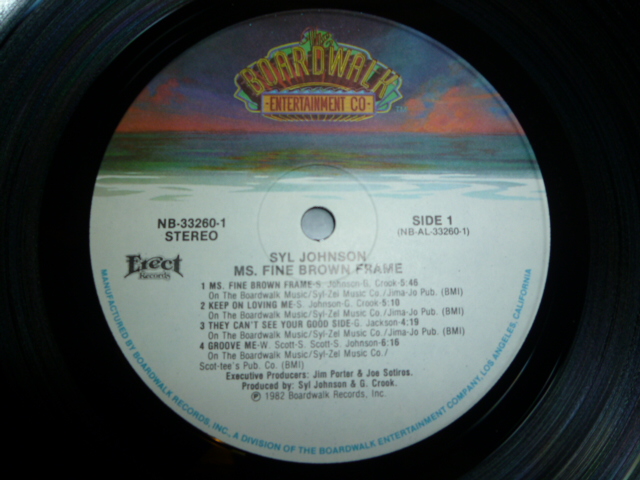 The
BOARDWALK
ENTERTAINMENT CO
NB-33260-1
STEREO
SIDE 1
(NB-AL-33260-1)
Erect
Records
SYL JOHNSON
MS. FINE BROWN FRAME
1 MS. FINE BROWN FRAME-S. Johnson-G. Crook-5:46
On The Boardwalk Music/Syl-Zel Music Co./Jima-Jo Pub. (BMI)
2 KEEP ON LOVING ME-S. Johnson-G. Crook-5:10
On The Boardwalk Music/Syl-Zel Music Co./Jima-Jo Pub. (BMI)
3 THEY CAN'T SEE YOUR GOOD SIDE-G. Jackson-4:19
On The Boardwalk Music/Syl-Zel Music Co./Jima-Jo Pub. (BMI)
4 GROOVE ME-W. Scott-S. Scott-S. Johnson-6:16
On The Boardwalk Music/Syl-Zel Music Co./
Scot-tee's Pub. Co. (BMI)
Executive Producers: Jim Porter & Joe Sotiros.
Produced by: Syl Johnson & G. Crook.
℗ 1982 Boardwalk Records, Inc.
MANUFACTURED BY BOARDWALK RECORDS, INC., A DIVISION OF THE BOARDWALK ENTERTAINMENT COMPANY, LOS ANGELES, CALIFORNIA